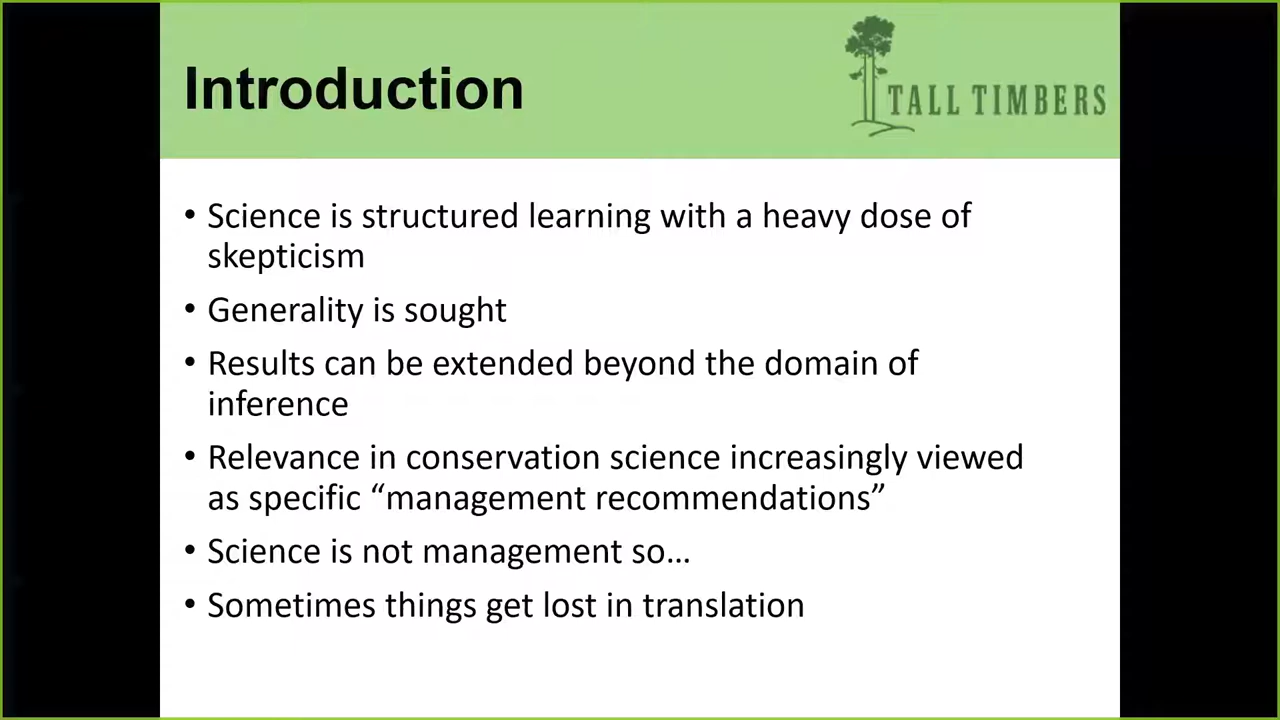 Introduction
TALL TIMBERS
• Science is structured learning with a heavy dose of
skepticism
• Generality is sought
• Results can be extended beyond the domain of
inference
• Relevance in conservation science increasingly viewed
as specific “management recommendations”
• Science is not management so…
• Sometimes things get lost in translation